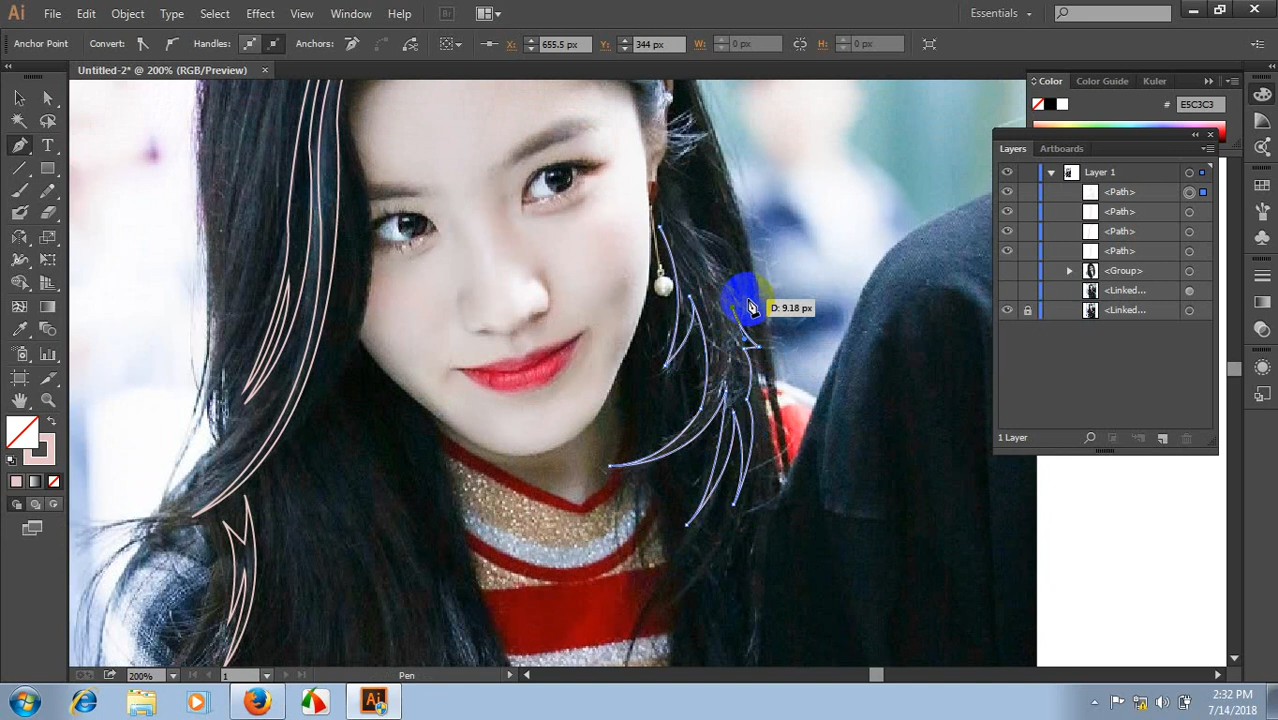 Ai File Edit Object Type Select Effect View Window Help Br Essentials
Anchor Point Convert: Handles: Anchors: X: 655.5 px Y: 344 px W: 0 px H: 0 px
Untitled-2* @ 200% (RGB/Preview)
Color Color Guide Kuler
# E5C3C3
Layers Artboards
Layer 1
<Path>
<Path>
<Path>
<Path>
<Group>
<Linked...
<Linked...
D: 9.18 px
1 Layer
200% 1 Pen
2:32 PM
7/14/2018